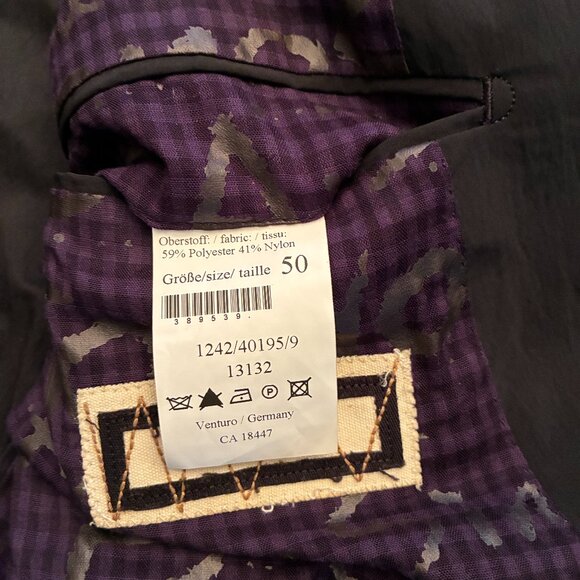 Oberstoff: / fabric: / tissu:
59% Polyester 41% Nylon
Größe/size/ taille 50
389539.
1242/40195/9
13132
P
Venturo / Germany
CA 18447